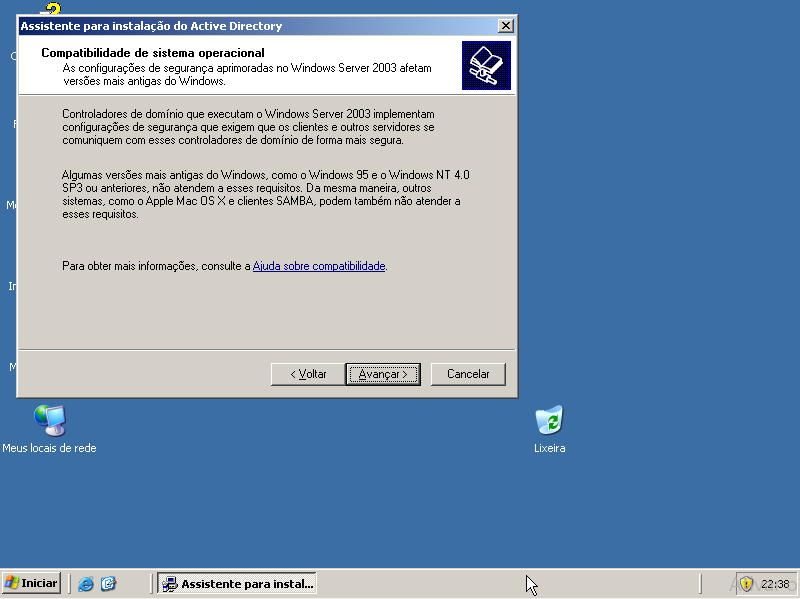 Assistente para instalação do Active Directory
Compatibilidade de sistema operacional
As configurações de segurança aprimoradas no Windows Server 2003 afetam
versões mais antigas do Windows.
Controladores de domínio que executam o Windows Server 2003 implementam
configurações de segurança que exigem que os clientes e outros servidores se
comuniquem com esses controladores de domínio de forma mais segura.
Algumas versões mais antigas do Windows, como o Windows 95 e o Windows NT 4.0
SP3 ou anteriores, não atendem a esses requisitos. Da mesma maneira, outros
sistemas, como o Apple Mac OS X e clientes SAMBA, podem também não atender a
esses requisitos.
Para obter mais informações, consulte a Ajuda sobre compatibilidade.
< Voltar
Avançar >
Cancelar
Meus locais de rede
Lixeira
Iniciar
Assistente para instal...
22:38